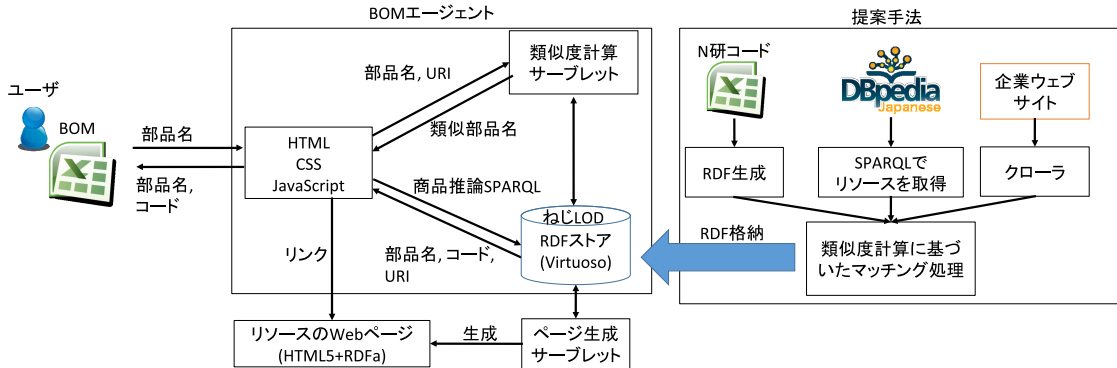 BOMエージェント
提案手法
ユーザ
BOM
部品名
部品名,
コード
HTML
CSS
JavaScript
部品名, URI
類似部品名
類似度計算
サーブレット
商品推論SPARQL
部品名, コード,
URI
ねじLOD
RDFストア
(Virtuoso)
リンク
リソースのWebページ
(HTML5+RDFa)
生成
ページ生成
サーブレット
N研コード
DBpedia
Japanese
企業ウェブ
サイト
RDF生成
SPARQLで
リソースを取得
クローラ
RDF格納
類似度計算に基づ
いたマッチング処理